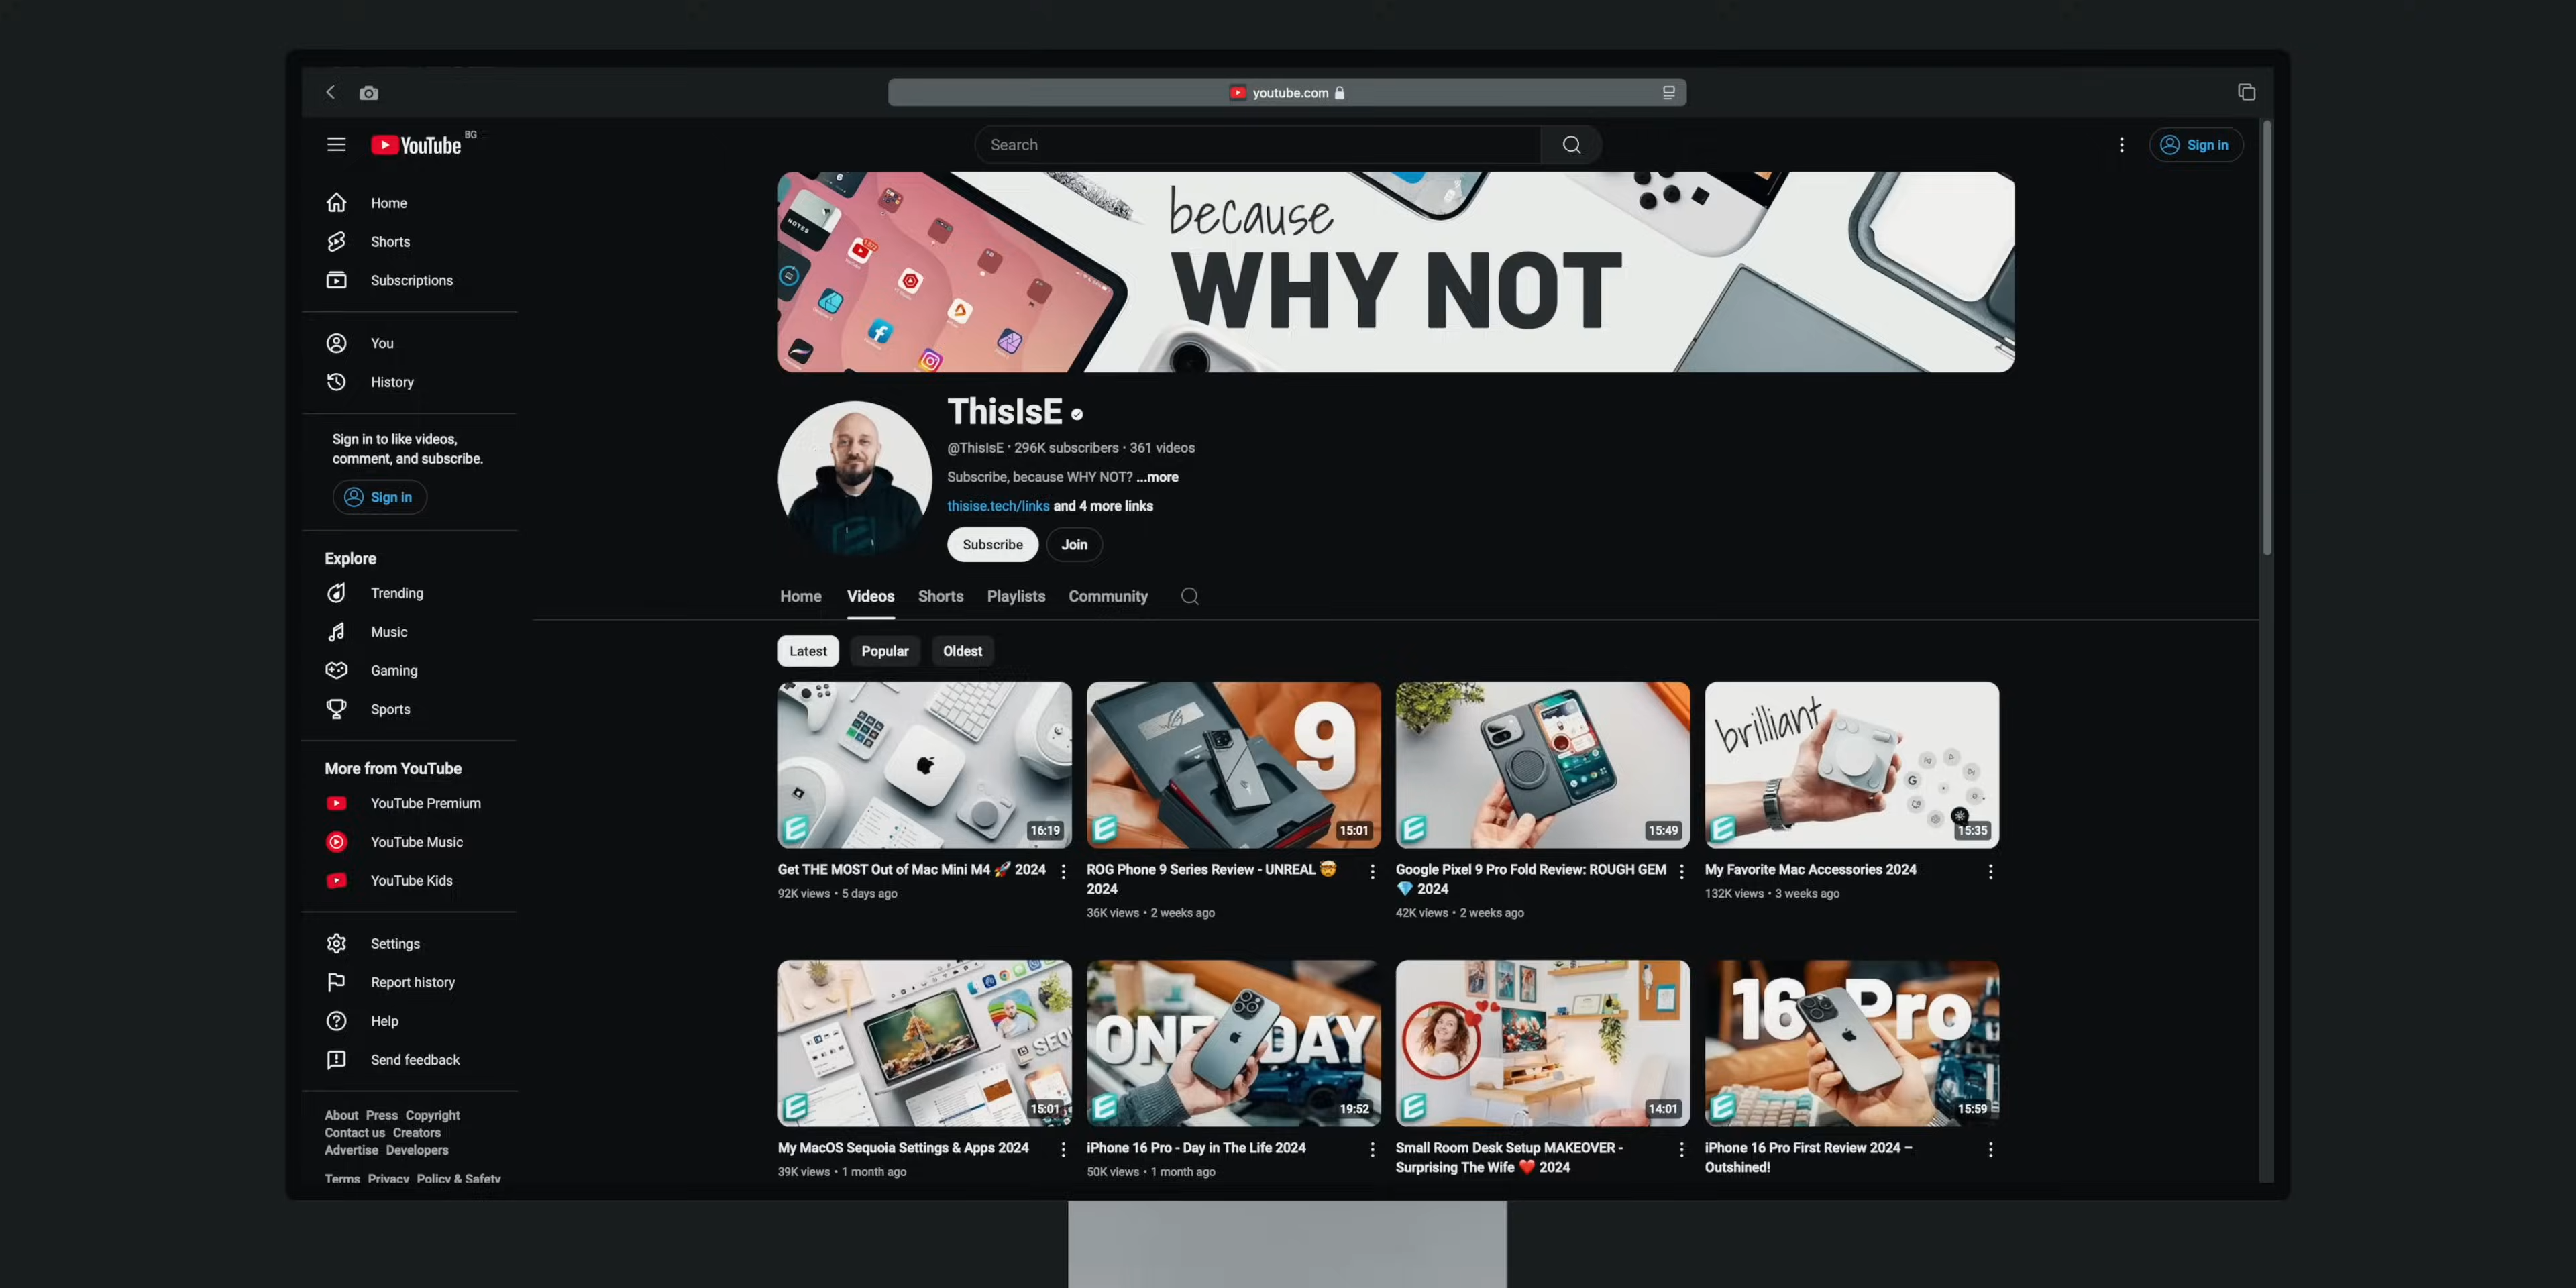 youtube.com
YouTube BG
Search
Sign in
Home
Shorts
Subscriptions
You
History
Sign in to like videos,
comment, and subscribe.
Sign in
Explore
Trending
Music
Gaming
Sports
More from YouTube
YouTube Premium
YouTube Music
YouTube Kids
Settings
Report history
Help
Send feedback
About Press Copyright
Contact us Creators
Advertise Developers
Terms Privacy Policy & Safety
6
NOTES
because
WHY NOT
ThisIsE
@ThisIsE · 296K subscribers · 361 videos
Subscribe, because WHY NOT? ...more
thisise.tech/links and 4 more links
Subscribe Join
Home Videos Shorts Playlists Community
Latest Popular Oldest
16:19
9
15:01
15:49
brilliant
G
15:35
Get THE MOST Out of Mac Mini M4 🚀 2024
92K views • 5 days ago
ROG Phone 9 Series Review - UNREAL 🤯
2024
36K views • 2 weeks ago
Google Pixel 9 Pro Fold Review: ROUGH GEM
💎 2024
42K views • 2 weeks ago
My Favorite Mac Accessories 2024
132K views • 3 weeks ago
SEQ
15:01
ONE DAY
19:52
14:01
16 Pro
15:59
My MacOS Sequoia Settings & Apps 2024
39K views • 1 month ago
iPhone 16 Pro - Day in The Life 2024
50K views • 1 month ago
Small Room Desk Setup MAKEOVER -
Surprising The Wife ❤️ 2024
iPhone 16 Pro First Review 2024 –
Outshined!